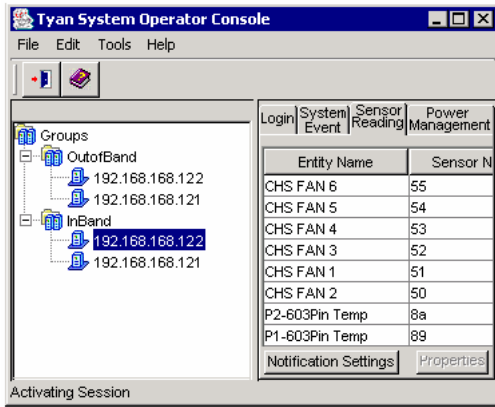 Tyan System Operator Console
File Edit Tools Help
Groups
OutofBand
192.168.168.122
192.168.168.121
InBand
192.168.168.122
192.168.168.121
Login System Event Sensor Reading Power Management
Entity Name Sensor N
CHS FAN 6 55
CHS FAN 5 54
CHS FAN 4 53
CHS FAN 3 52
CHS FAN 1 51
CHS FAN 2 50
P2-603Pin Temp 8a
P1-603Pin Temp 89
Notification Settings Properties
Activating Session